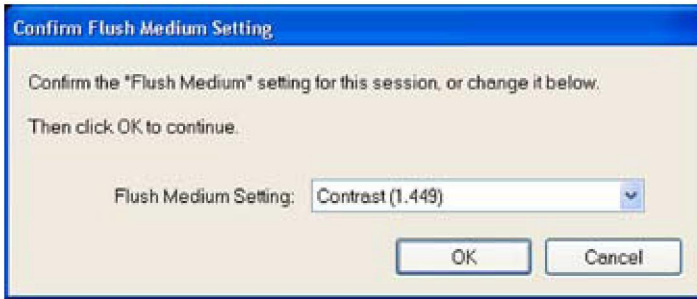 Confirm Flush Medium Setting
Confirm the "Flush Medium" setting for this session, or change it below.
Then click OK to continue.
Flush Medium Setting: Contrast (1.449)
OK Cancel